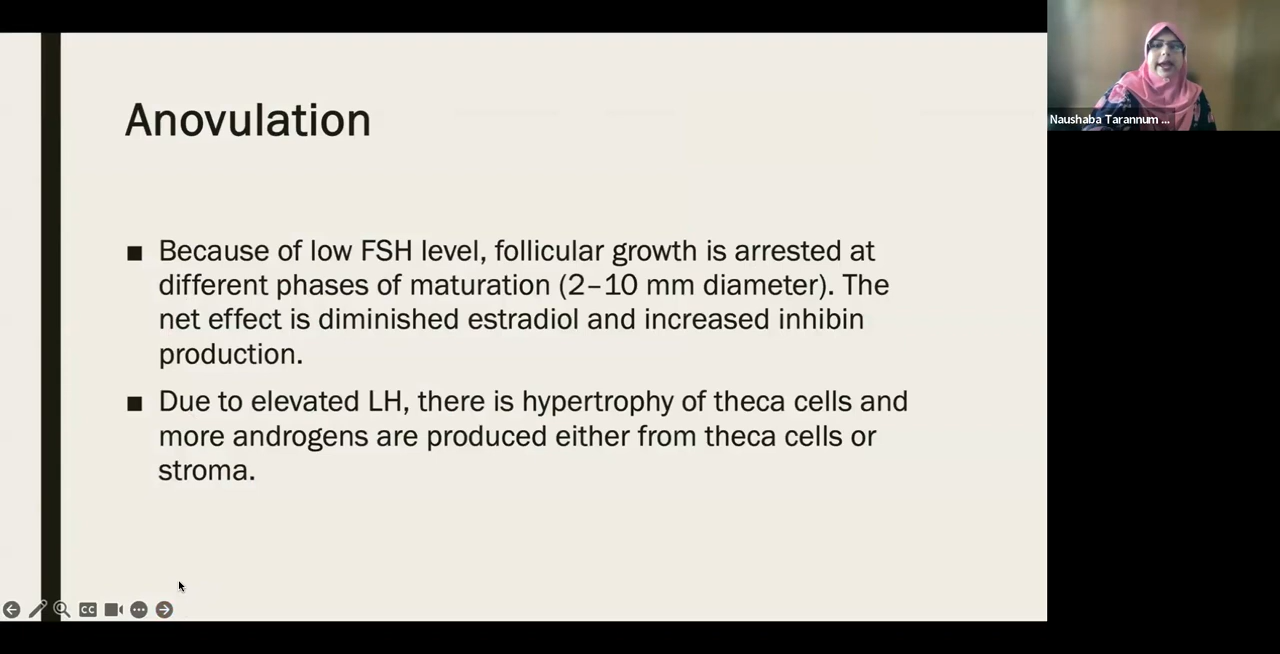 Anovulation
■ Because of low FSH level, follicular growth is arrested at
different phases of maturation (2–10 mm diameter). The
net effect is diminished estradiol and increased inhibin
production.
■ Due to elevated LH, there is hypertrophy of theca cells and
more androgens are produced either from theca cells or
stroma.
Naushaba Tarannum ...
CC